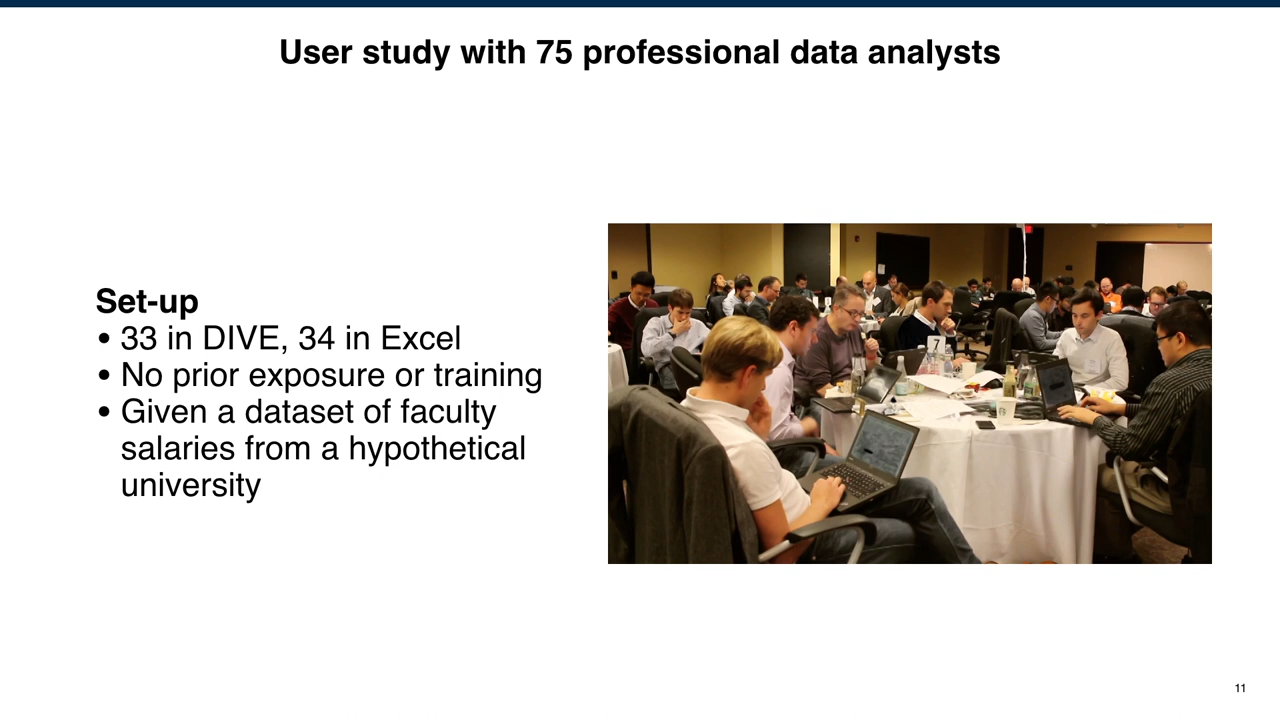 User study with 75 professional data analysts
Set-up
• 33 in DIVE, 34 in Excel
• No prior exposure or training
• Given a dataset of faculty
salaries from a hypothetical
university
7
11